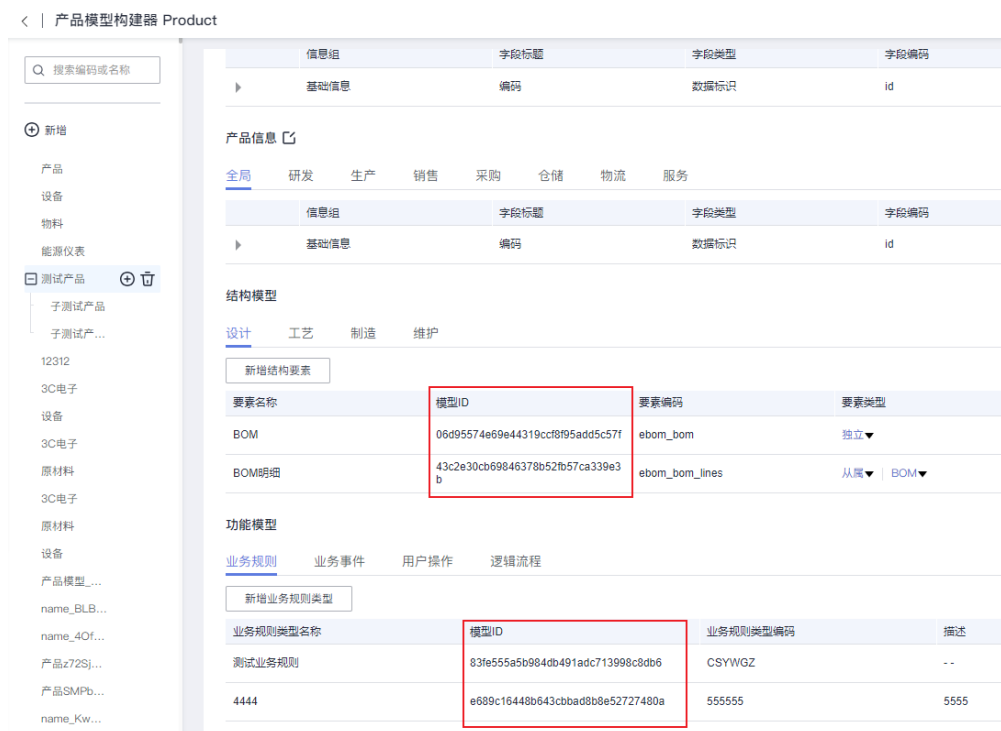 产品模型构建器 Product
搜索编码或名称
新增
产品
设备
物料
能源仪表
测试产品
子测试产品
子测试产...
12312
3C电子
设备
3C电子
原材料
3C电子
原材料
设备
产品模型_...
name_BLB...
name_4Of...
产品z72Sj...
产品SMPb...
name_Kw...
信息组 字段标题 字段类型 字段编码
基础信息 编码 数据标识 id
产品信息
全局 研发 生产 销售 采购 仓储 物流 服务
信息组 字段标题 字段类型 字段编码
基础信息 编码 数据标识 id
结构模型
设计 工艺 制造 维护
新增结构要素
要素名称 模型ID 要素编码 要素类型
BOM 06d95574e69e44319ccf8f95add5c57f ebom_bom 独立
BOM明细 43c2e30cb69846378b52fb57ca339e3 ebom_bom_lines 从属 BOM
b
功能模型
业务规则 业务事件 用户操作 逻辑流程
新增业务规则类型
业务规则类型名称 模型ID 业务规则类型编码 描述
测试业务规则 83fe555a5b984db491adc713998c8db6 CSYWGZ - -
4444 e689c16448b643cbbad8b8e52727480a 555555 5555